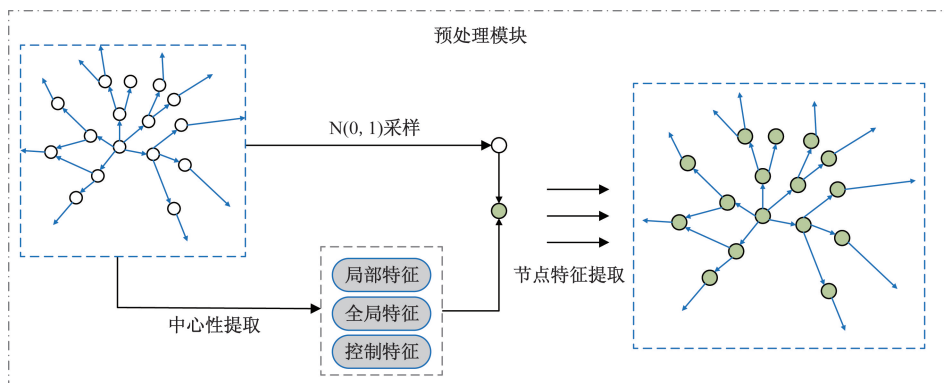 预处理模块
N(0, 1)采样
局部特征
全局特征
控制特征
中心性提取
节点特征提取